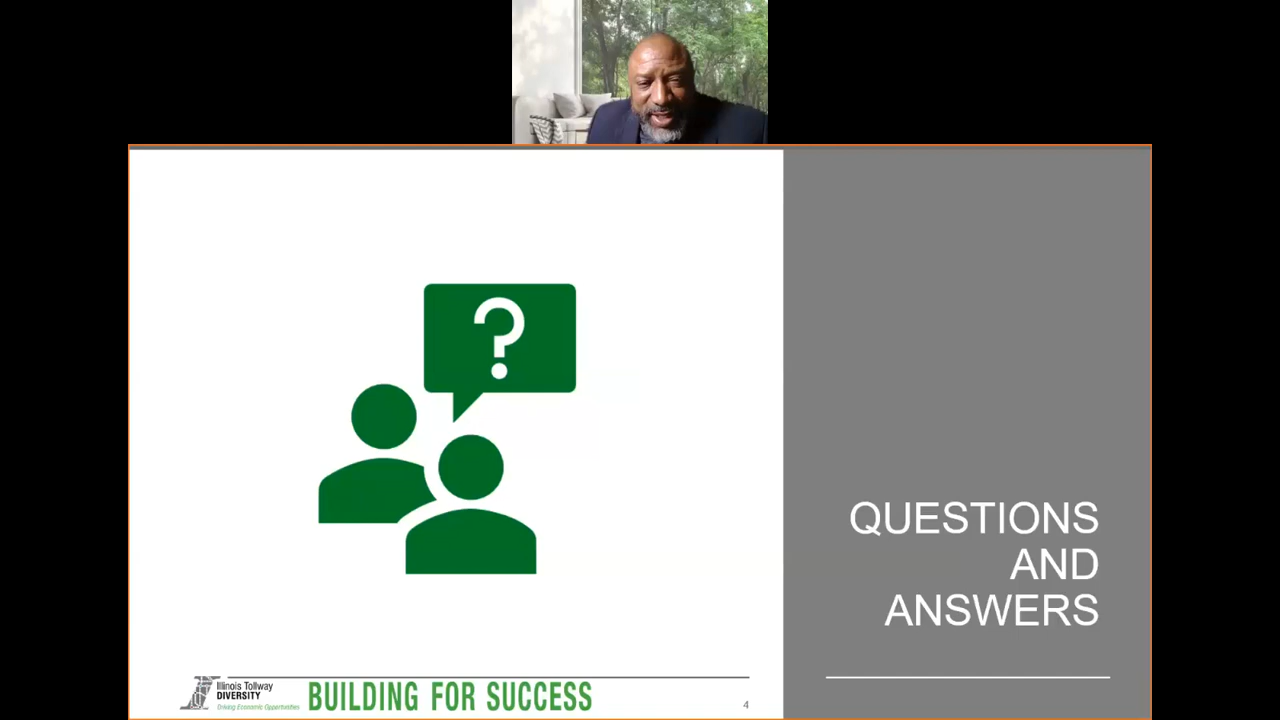 ?
QUESTIONS
AND
ANSWERS
Illinois Tollway
DIVERSITY
Driving Economic Opportunities
BUILDING FOR SUCCESS
4